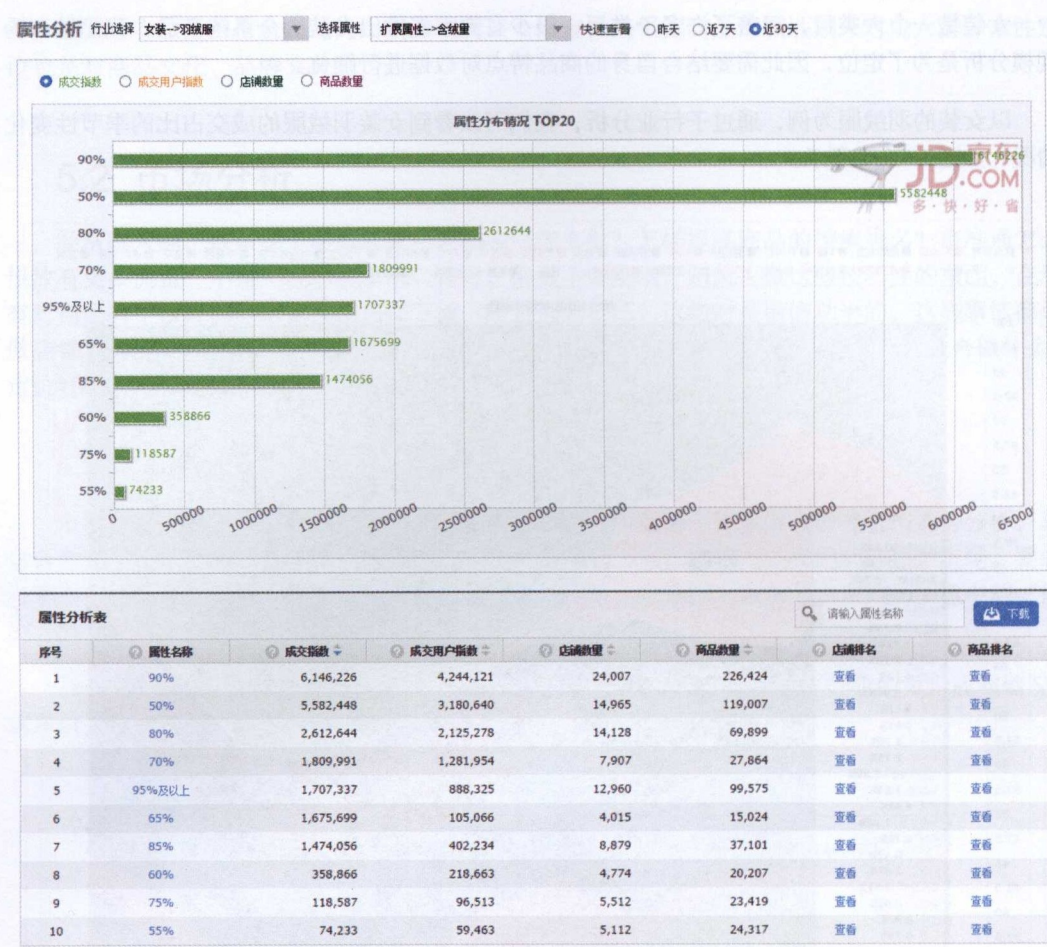 属性分析 行业选择 女装-->羽绒服 选择属性 扩展属性-->含绒量 快速查看 昨天 近7天 近30天
成交指数 成交用户指数 店铺数量 商品数量
属性分布情况 TOP20
京东
JD.COM
多·快·好·省
90% 6146226
50% 5582448
80% 2612644
70% 1809991
95%及以上 1707337
65% 1675699
85% 1474056
60% 358866
75% 118587
55% 74233
0 500000 1000000 1500000 2000000 2500000 3000000 3500000 4000000 4500000 5000000 5500000 6000000 65000
属性分析表 请输入属性名称 下载
序号 属性名称 成交指数 成交用户指数 店铺数量 商品数量 店铺排名 商品排名
1 90% 6,146,226 4,244,121 24,007 226,424 查看 查看
2 50% 5,582,448 3,180,640 14,965 119,007 查看 查看
3 80% 2,612,644 2,125,278 14,128 69,899 查看 查看
4 70% 1,809,991 1,281,954 7,907 27,864 查看 查看
5 95%及以上 1,707,337 888,325 12,960 99,575 查看 查看
6 65% 1,675,699 105,066 4,015 15,024 查看 查看
7 85% 1,474,056 402,234 8,879 37,101 查看 查看
8 60% 358,866 218,663 4,774 20,207 查看 查看
9 75% 118,587 96,513 5,512 23,419 查看 查看
10 55% 74,233 59,463 5,112 24,317 查看 查看